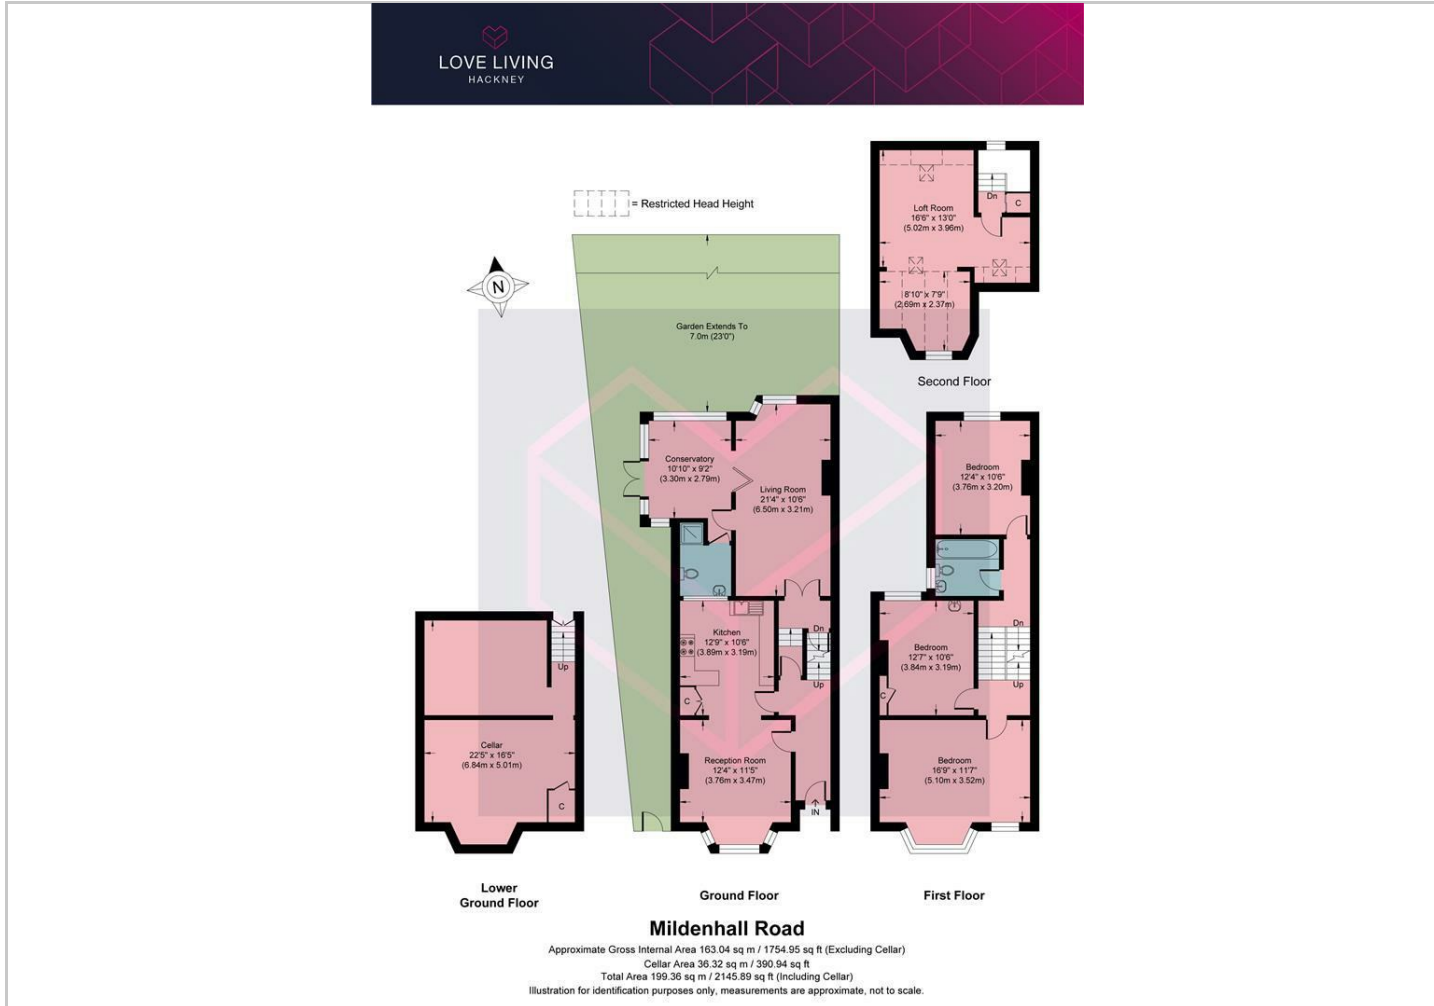 LOVE LIVING
HACKNEY
= Restricted Head Height
N
Garden Extends To
7.0m (23'0")
Loft Room
16'6" x 13'0"
(5.02m x 3.96m)
Dn
C
8'10" x 7'9"
(2.69m x 2.37m)
Second Floor
Conservatory
10'10" x 9'2"
(3.30m x 2.79m)
Living Room
21'4" x 10'6"
(6.50m x 3.21m)
Kitchen
12'9" x 10'6"
(3.89m x 3.19m)
Dn
Up
C
Reception Room
12'4" x 11'5"
(3.76m x 3.47m)
IN
Ground Floor
Up
Cellar
22'5" x 16'5"
(6.84m x 5.01m)
C
Lower
Ground Floor
Bedroom
12'4" x 10'6"
(3.76m x 3.20m)
Bedroom
12'7" x 10'6"
(3.84m x 3.19m)
Dn
Up
C
Bedroom
16'9" x 11'7"
(5.10m x 3.52m)
First Floor
Mildenhall Road
Approximate Gross Internal Area 163.04 sq m / 1754.95 sq ft (Excluding Cellar)
Cellar Area 36.32 sq m / 390.94 sq ft
Total Area 199.36 sq m / 2145.89 sq ft (Including Cellar)
Illustration for identification purposes only, measurements are approximate, not to scale.